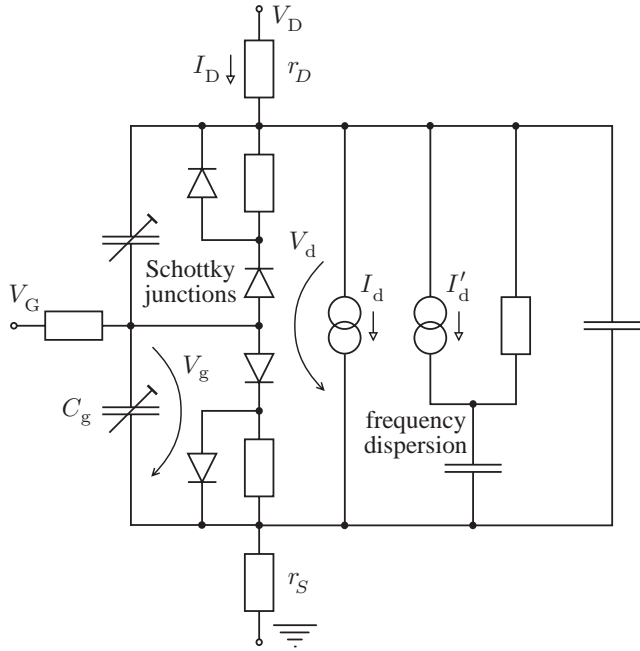 V_D
I_D
r_D
V_d
Schottky
junctions
V_G
I_d
I'_d
V_g
C_g
frequency
dispersion
r_S